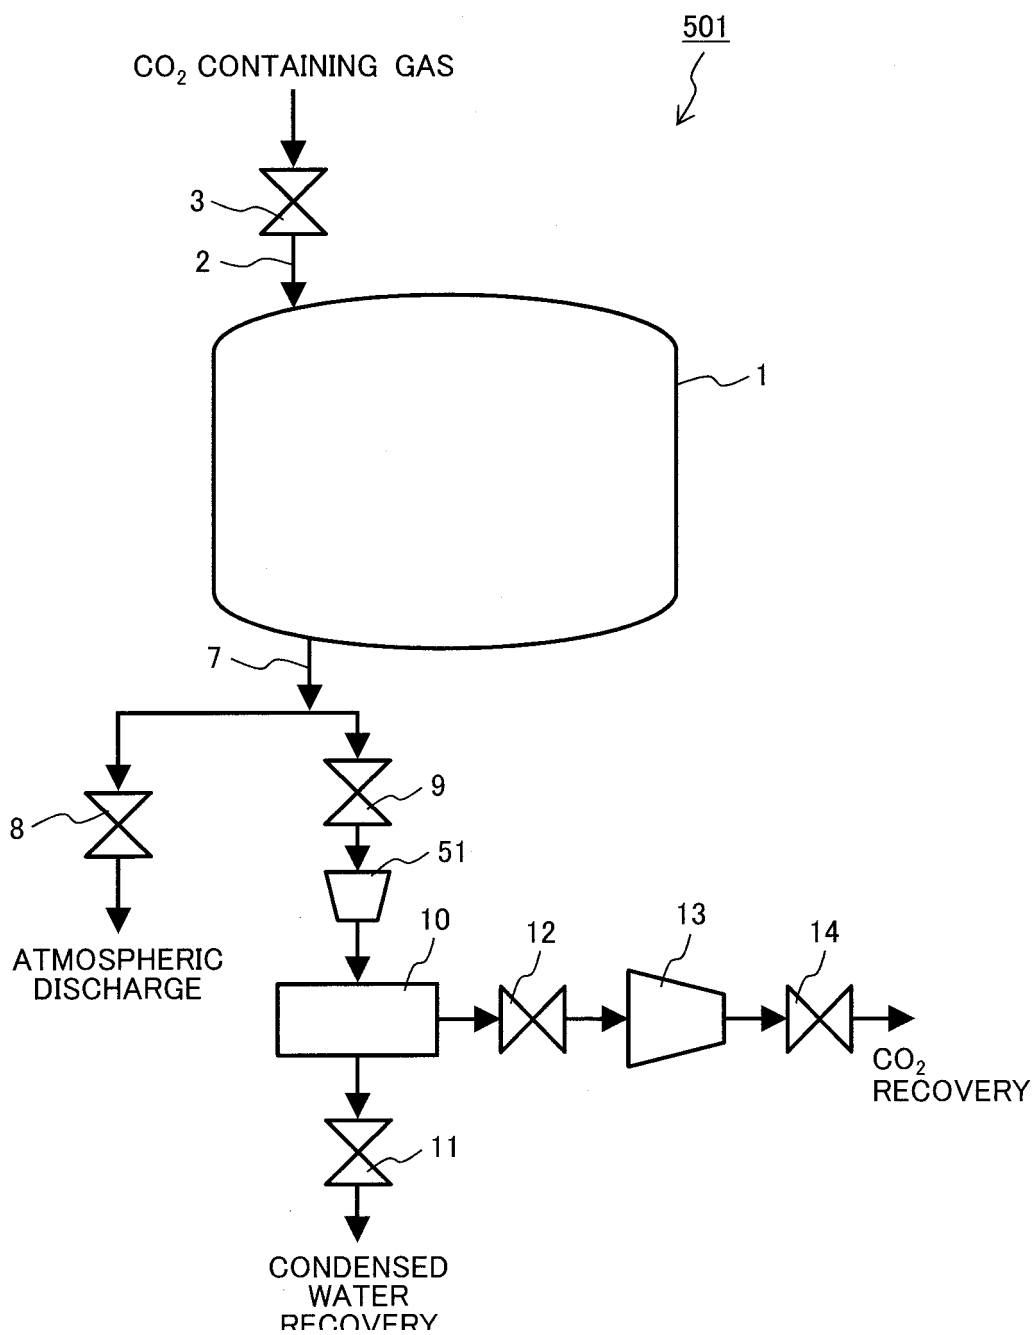 501
CO₂ CONTAINING GAS
3
2
1
7
9
8
51
10
12
13
14
ATMOSPHERIC
DISCHARGE
CO₂
RECOVERY
11
CONDENSED
WATER
RECOVERY